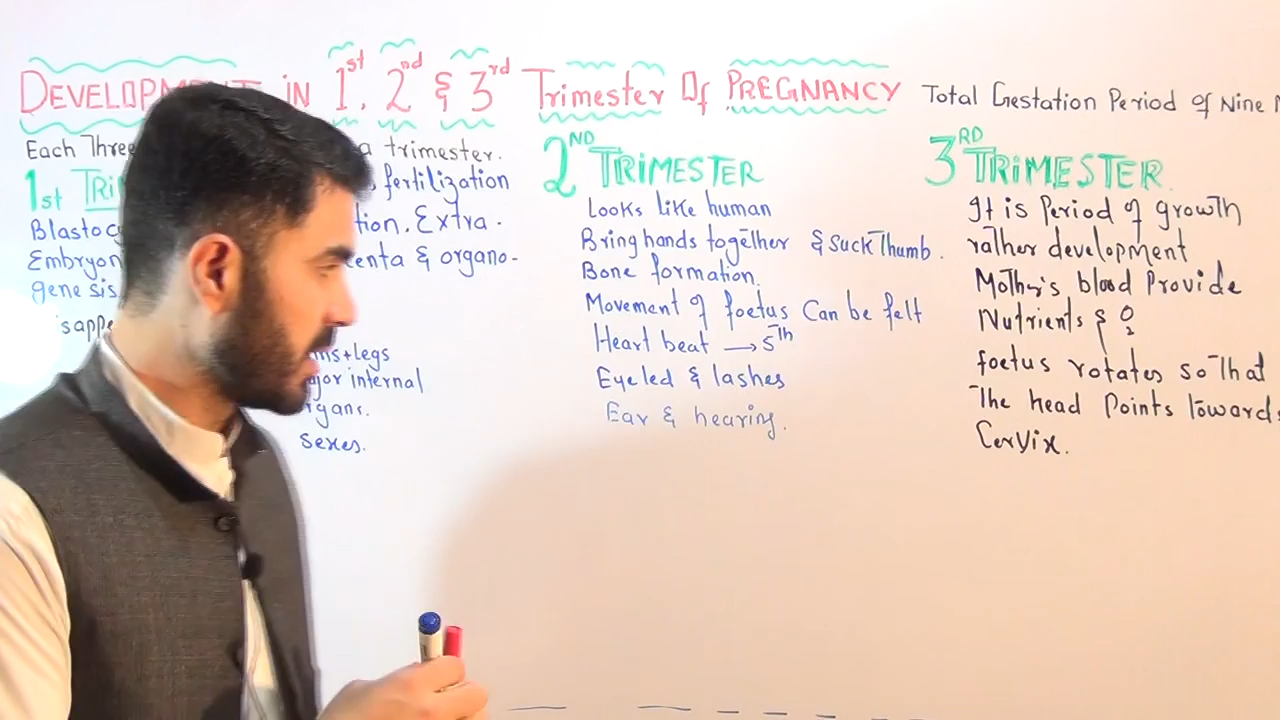 DEVELOPMENT in 1st, 2nd & 3rd Trimester Of PREGNANCY
Total Gestation Period of Nine
Each Three a trimester.
1st TRI
fertilization
Blastoc tion, Extra-
Embryon centa & organo-
genesis
isappe
ms+Legs
jor internal
rgans.
sexes.
2ND TRIMESTER
Looks like human
Bring hands together & Suck Thumb.
Bone formation.
Movement of foetus Can be felt
Heart beat → 5Th
Eyeled & lashes
Ear & hearing.
3RD TRIMESTER
It is Period of growth
rather development
Mother's blood Provide
Nutrients & O2
foetus rotates so That
The head Points Towards
Cervix.